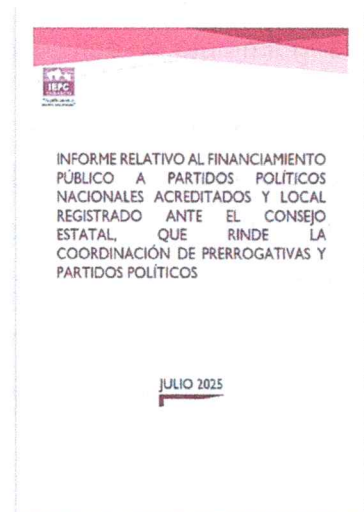 IEPC
TABASCO
INFORME RELATIVO AL FINANCIAMIENTO
PÚBLICO A PARTIDOS POLÍTICOS
NACIONALES ACREDITADOS Y LOCAL
REGISTRADO ANTE EL CONSEJO
ESTATAL, QUE RINDE LA
COORDINACIÓN DE PRERROGATIVAS Y
PARTIDOS POLÍTICOS
JULIO 2025